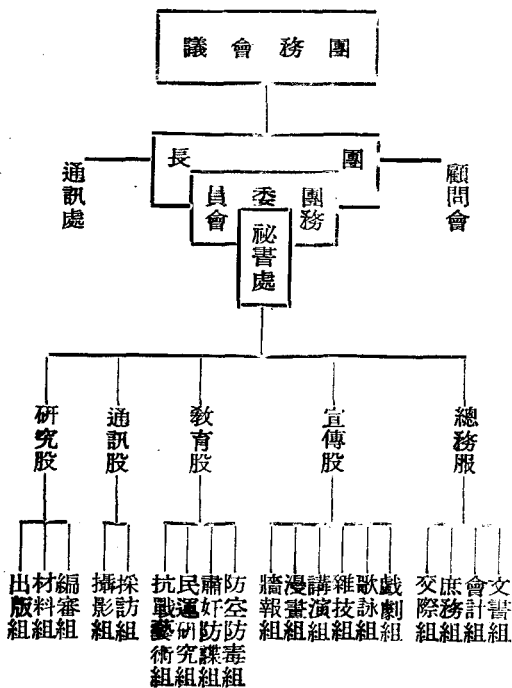 團務會議
團長
顧問會
通訊處
團務委員會
祕書處
總務服
宣傳股
教育股
通訊股
研究股
文書組
會計組
庶務組
交際組
戲劇組
歌詠組
雜技組
講演組
漫畫組
牆報組
防空防毒組
肅奸防諜組
民運研究組
抗戰藝術組
採訪組
攝影組
編審組
材料組
出版組